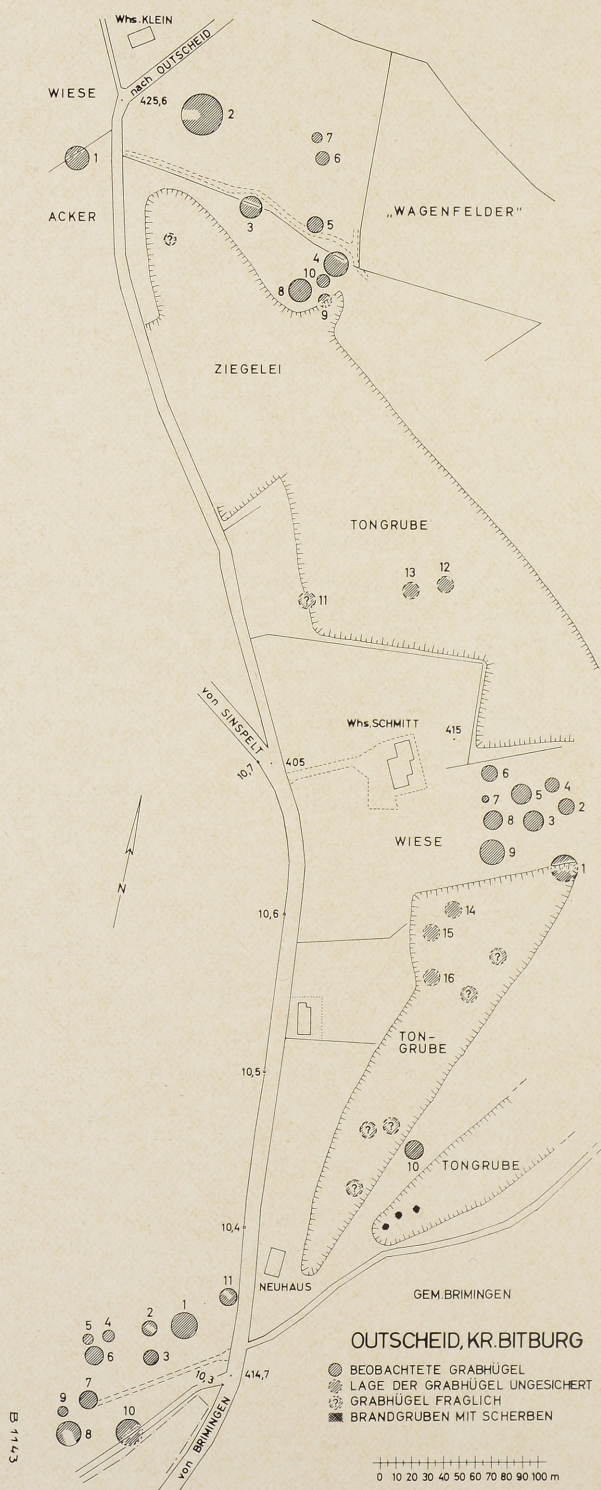 Whs. KLEIN
nach OUTSCHEID
WIESE
425,6
2
1
7
6
ACKER
„WAGENFELDER"
3
5
?
4
10
8
9
ZIEGELEI
TONGRUBE
13
12
?
11
von SINSPELT
Whs. SCHMITT
415
10,7
405
6
4
5
7
2
8
3
WIESE
9
1
N
14
10,6
15
?
16
?
TON-
GRUBE
10,5
?
?
10
TONGRUBE
?
10,4
NEUHAUS
11
GEM. BRIMINGEN
1
2
5
4
6
3
OUTSCHEID, KR. BITBURG
10,3
414,7
BEOBACHTETE GRABHÜGEL
7
LAGE DER GRABHÜGEL UNGESICHERT
? GRABHÜGEL FRAGLICH
9
10
BRANDGRUBEN MIT SCHERBEN
8
von BRIMINGEN
B 1143
0 10 20 30 40 50 60 70 80 90 100 m